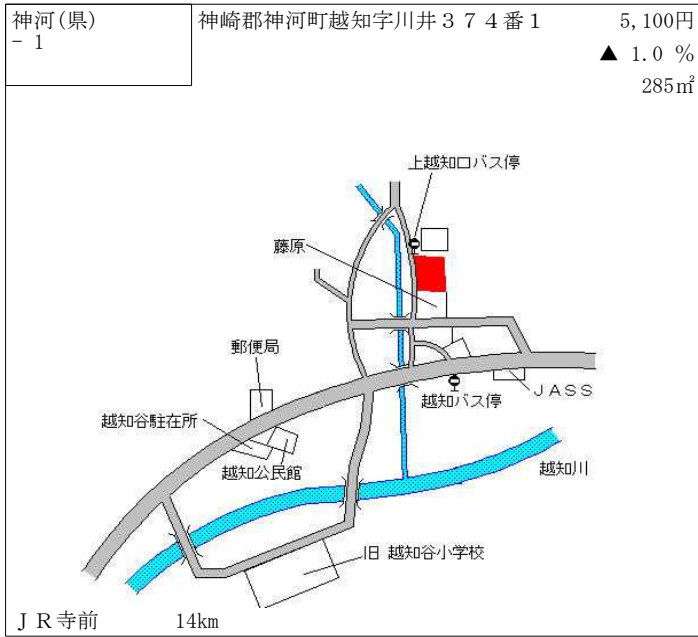 神河(県)
- 1
神崎郡神河町越知字川井３７４番１
5,100円
▲ 1.0 %
285㎡
上越知口バス停
藤原
郵便局
越知谷駐在所
越知公民館
越知バス停
ＪＡＳＳ
越知川
旧 越知谷小学校
ＪＲ寺前 14km